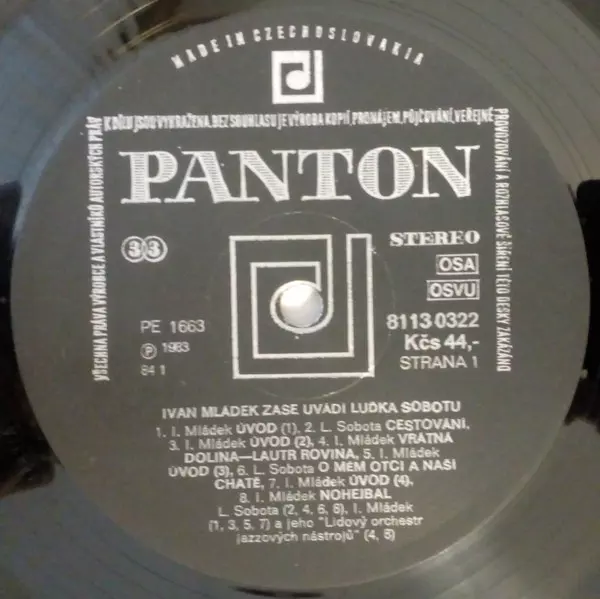 MADE IN CZECHOSLOVAKIA
VŠECHNA PRÁVA VÝROBCE A VLASTNÍKŮ AUTORSKÝCH PRÁV
K DÍLU JSOU VYHRAŽENA. BEZ SOUHLASU JE VÝROBA KOPIÍ, PRONÁJEM, PŮJČOVÁNÍ, VEŘEJNÉ
PROVOZOVÁNÍ A ROZHLASOVÉ ŠÍŘENÍ TÉTO DESKY ZAKÁZÁNO
PANTON
33
STEREO
OSA
OSVU
PE 1663
8113 0322
Ⓟ 1983
Kčs 44,-
84 1
STRANA 1
IVAN MLÁDEK ZASE UVÁDÍ LUĎKA SOBOTU
1. I. Mládek ÚVOD (1), 2. L. Sobota CESTOVÁNÍ,
3. I. Mládek ÚVOD (2), 4. I. Mládek VRATNÁ
DOLINA—LAUTR ROVINA, 5. I. Mládek
ÚVOD (3), 6. L. Sobota O MÉM OTCI A NAŠÍ
CHATĚ, 7. I. Mládek ÚVOD (4),
8. I. Mládek NOHEJBAL
L. Sobota (2, 4, 6, 8), I. Mládek
(1, 3, 5, 7) a jeho "Lidový orchestr
jazzových nástrojů" (4, 8)